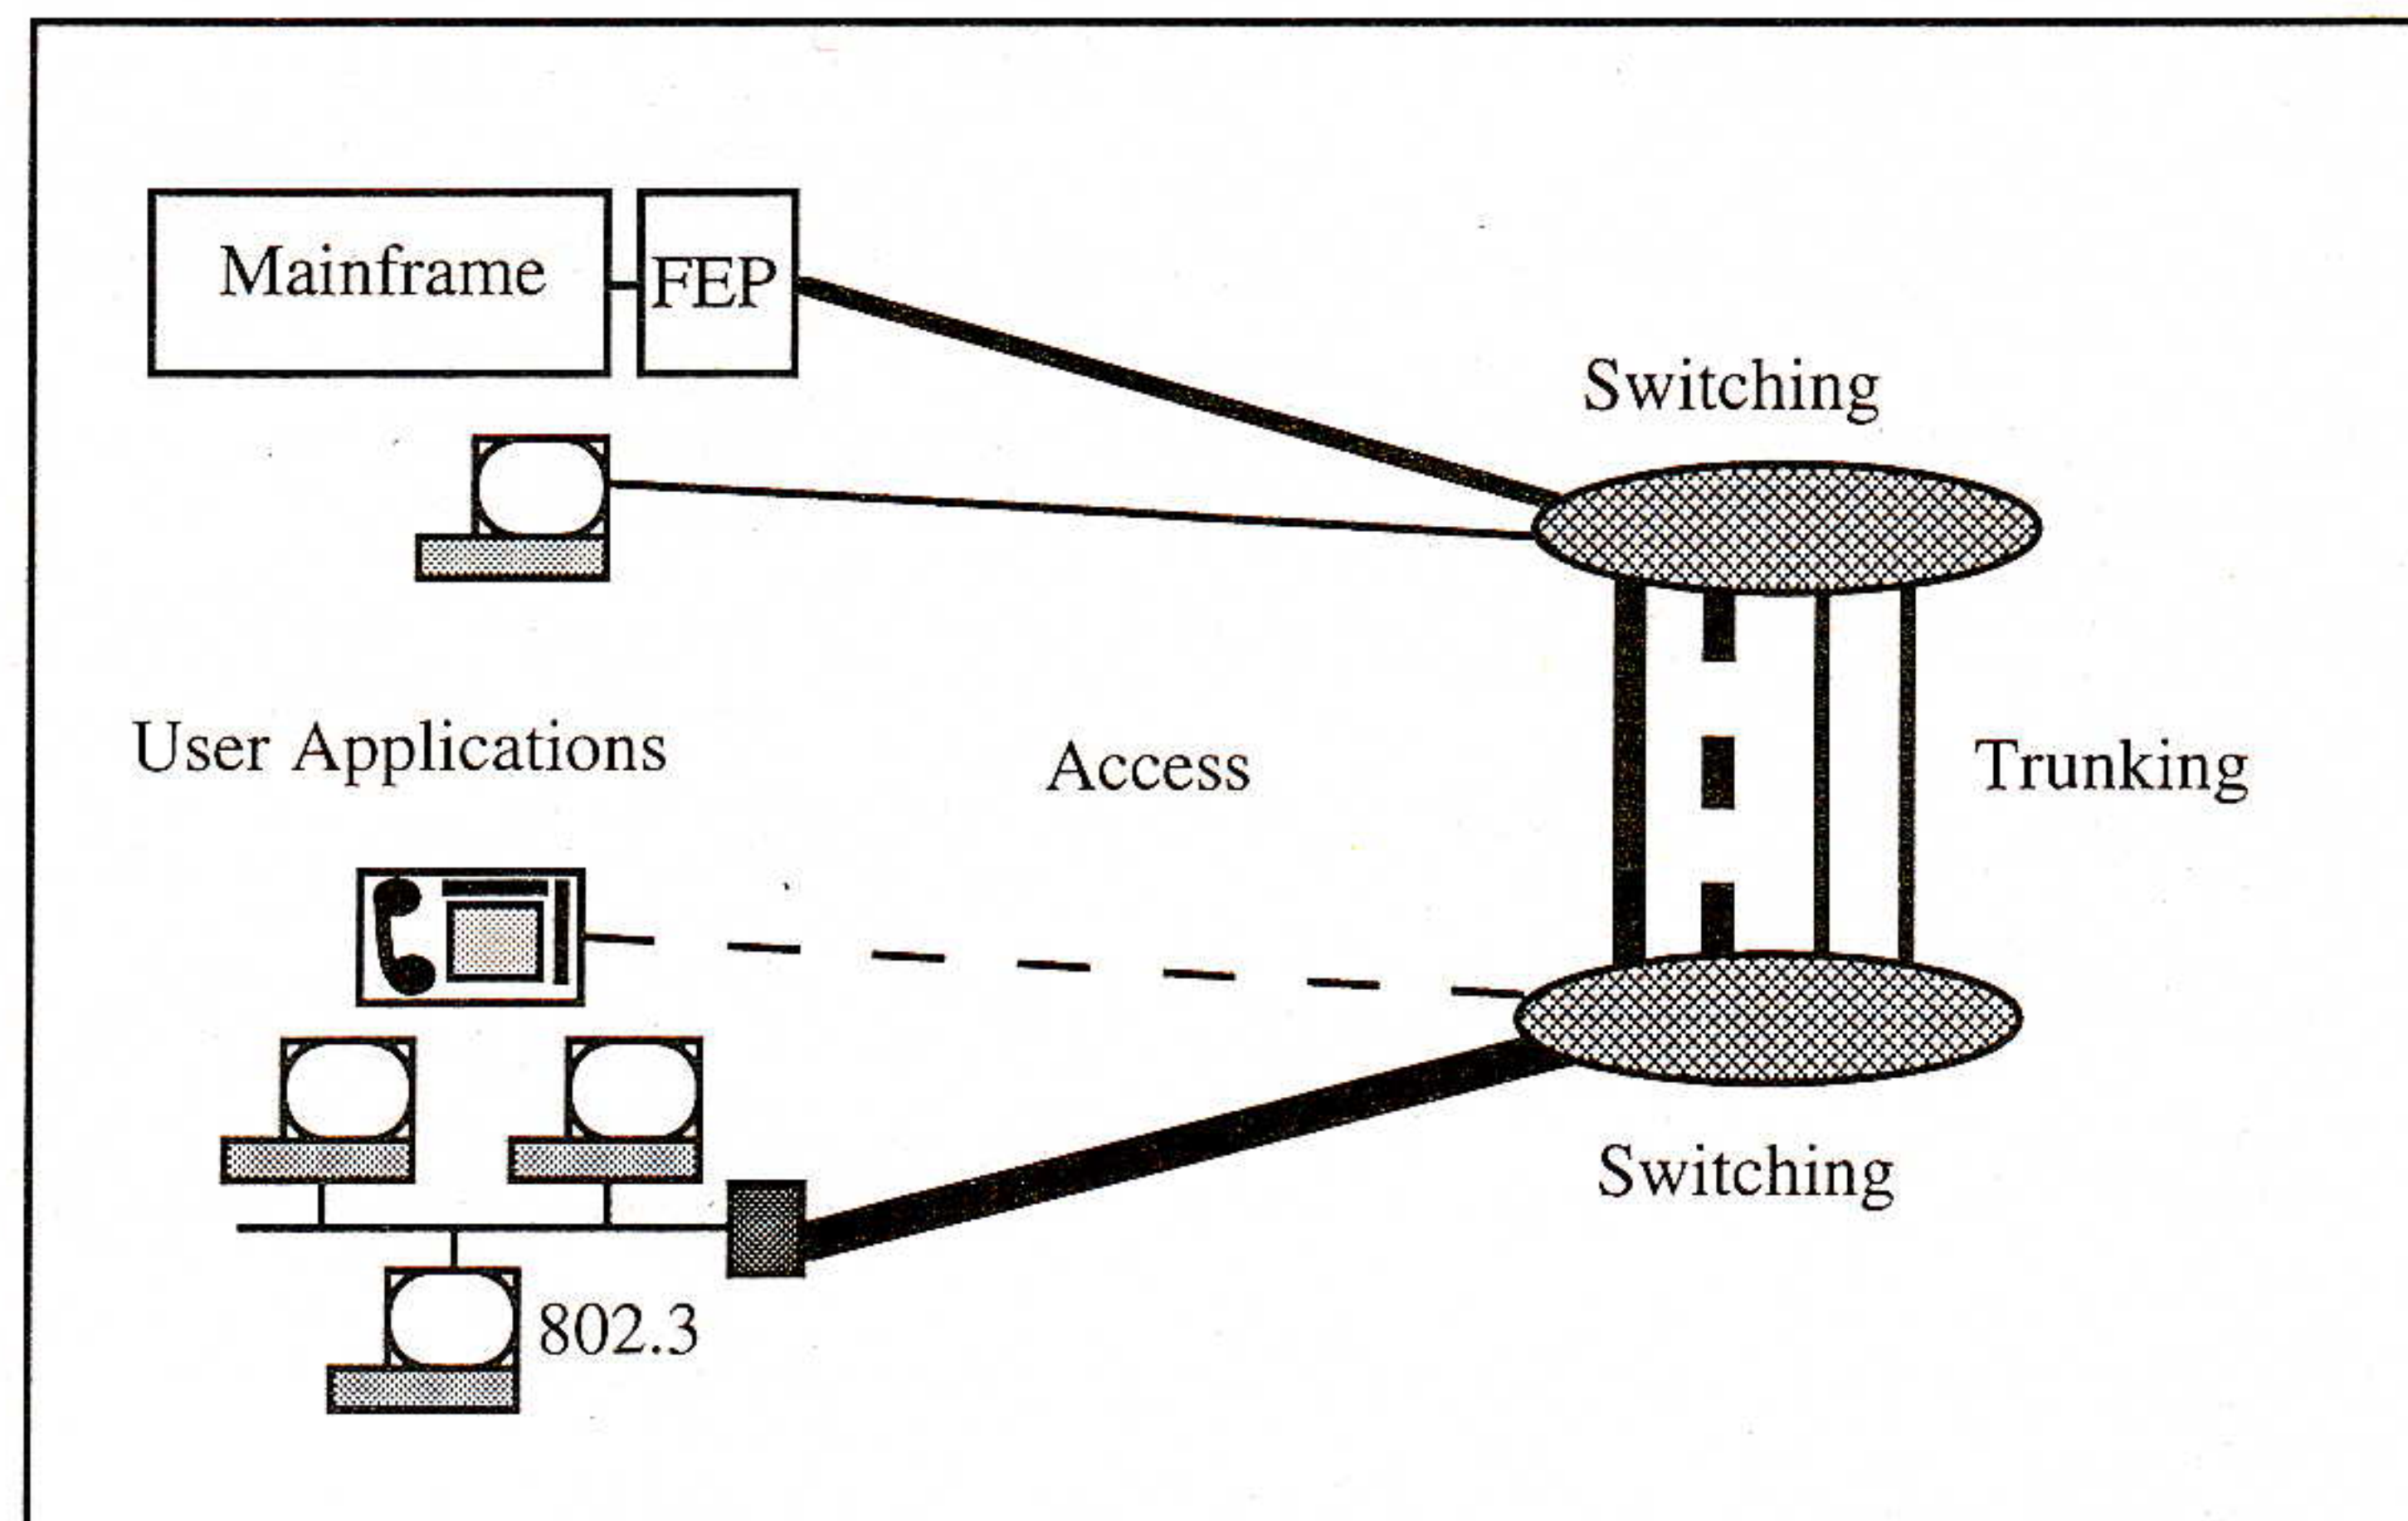 Mainframe
FEP
Switching
User Applications
Access
Trunking
Switching
802.3